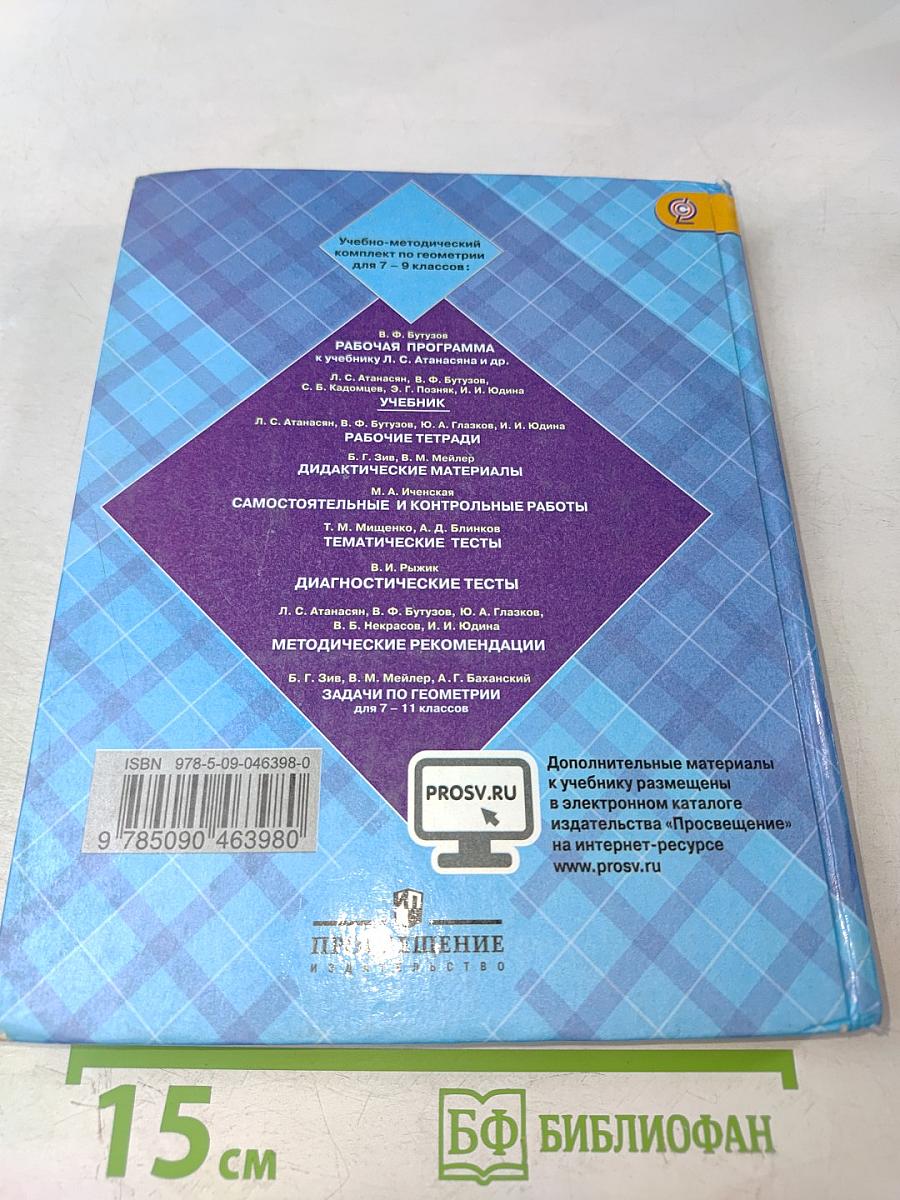 Учебно-методический
комплект по геометрии
для 7 – 9 классов:
В. Ф. Бутузов
РАБОЧАЯ ПРОГРАММА
к учебнику Л. С. Атанасяна и др.
Л. С. Атанасян, В. Ф. Бутузов,
С. Б. Кадомцев, Э. Г. Позняк, И. И. Юдина
УЧЕБНИК
Л. С. Атанасян, В. Ф. Бутузов, Ю. А. Глазков, И. И. Юдина
РАБОЧИЕ ТЕТРАДИ
Б. Г. Зив, В. М. Мейлер
ДИДАКТИЧЕСКИЕ МАТЕРИАЛЫ
М. А. Иченская
САМОСТОЯТЕЛЬНЫЕ И КОНТРОЛЬНЫЕ РАБОТЫ
Т. М. Мищенко, А. Д. Блинков
ТЕМАТИЧЕСКИЕ ТЕСТЫ
В. И. Рыжик
ДИАГНОСТИЧЕСКИЕ ТЕСТЫ
Л. С. Атанасян, В. Ф. Бутузов, Ю. А. Глазков,
В. Б. Некрасов, И. И. Юдина
МЕТОДИЧЕСКИЕ РЕКОМЕНДАЦИИ
Б. Г. Зив, В. М. Мейлер, А. Г. Баханский
ЗАДАЧИ ПО ГЕОМЕТРИИ
для 7 – 11 классов
ISBN 978-5-09-046398-0
9 785090 463980
PROSV.RU
Дополнительные материалы
к учебнику размещены
в электронном каталоге
издательства «Просвещение»
на интернет-ресурсе
www.prosv.ru
ПРОСВЕЩЕНИЕ
ИЗДАТЕЛЬСТВО
15 см
БФ БИБЛИОФАН